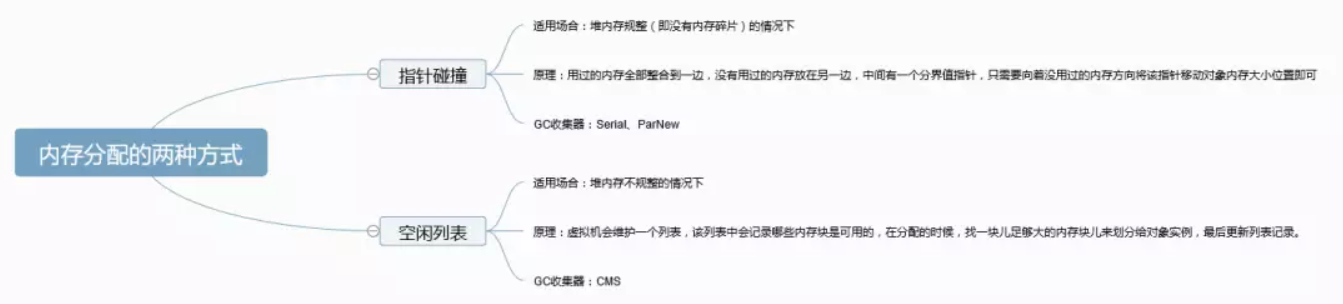 内存分配的两种方式
指针碰撞
适用场合：堆内存规整（即没有内存碎片）的情况下
原理：用过的内存全部整合到一边，没有用过的内存放在另一边，中间有一个分界值指针，只需要向着没用过的内存方向将该指针移动对象内存大小位置即可
GC收集器：Serial、ParNew
空闲列表
适用场合：堆内存不规整的情况下
原理：虚拟机会维护一个列表，该列表中会记录哪些内存块是可用的，在分配的时候，找一块儿足够大的内存块儿来划分给对象实例，最后更新列表记录。
GC收集器：CMS